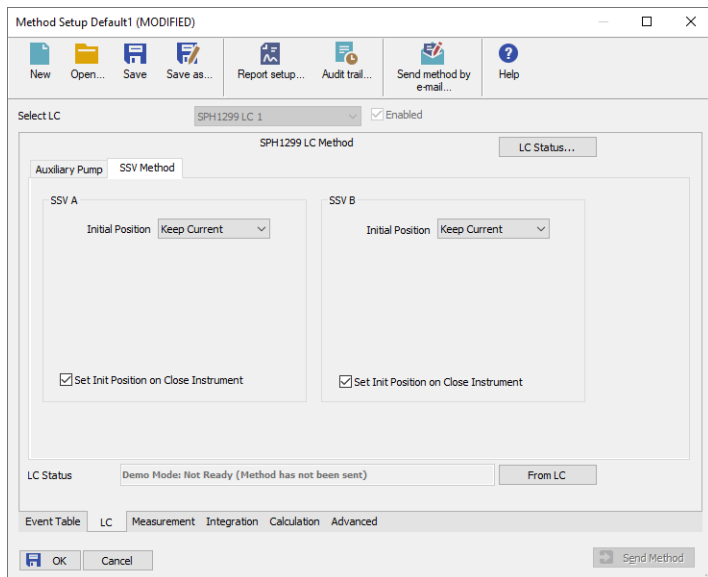 Method Setup Default1 (MODIFIED)
New Open... Save Save as... Report setup... Audit trail... Send method by e-mail... Help
Select LC SPH1299 LC 1 Enabled
SPH1299 LC Method LC Status...
Auxiliary Pump SSV Method
SSV A SSV B
Initial Position Keep Current Initial Position Keep Current
Set Init Position on Close Instrument Set Init Position on Close Instrument
LC Status Demo Mode: Not Ready (Method has not been sent) From LC
Event Table LC Measurement Integration Calculation Advanced
OK Cancel Send Method